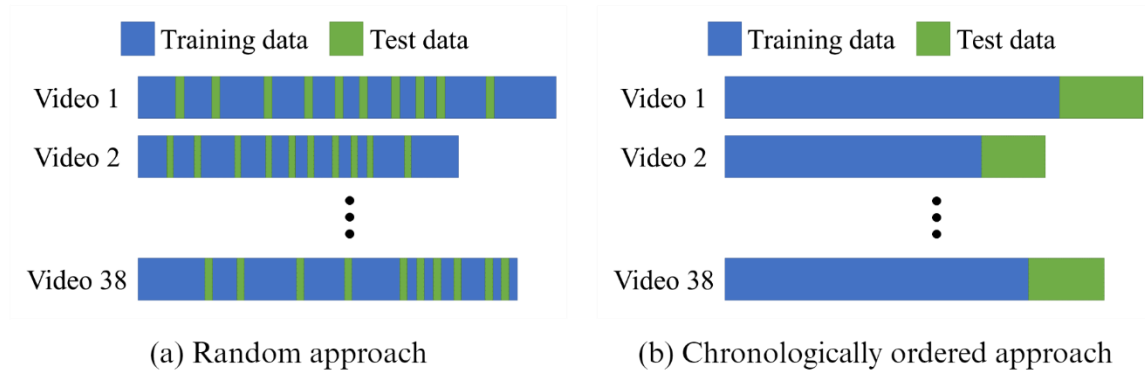 Training data Test data
Video 1
Video 2
Video 38
(a) Random approach
Training data Test data
Video 1
Video 2
Video 38
(b) Chronologically ordered approach